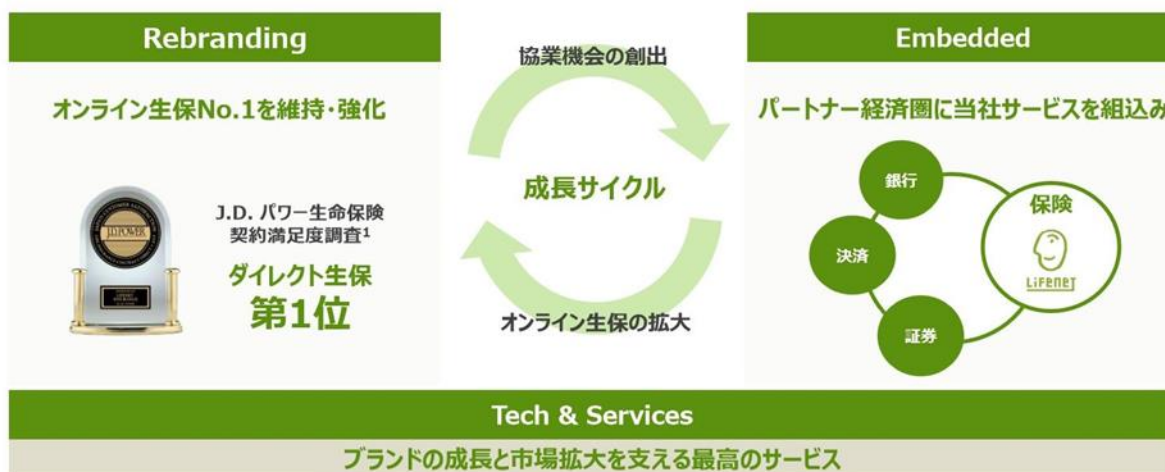 Rebranding
オンライン生保No.1を維持・強化
J.D. パワー生命保険
契約満足度調査1
ダイレクト生保
第1位
J.D.POWER
協業機会の創出
成長サイクル
オンライン生保の拡大
Embedded
パートナー経済圏に当社サービスを組込み
銀行
決済
証券
保険
LIFENET
Tech & Services
ブランドの成長と市場拡大を支える最高のサービス